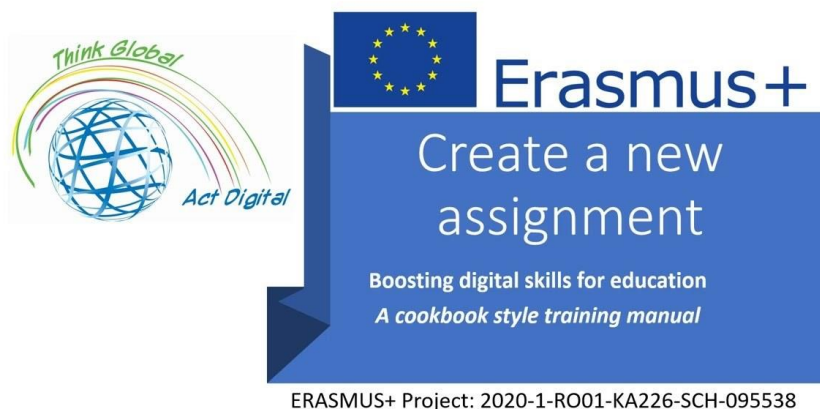 Think Global
Act Digital
Erasmus+
Create a new
assignment
Boosting digital skills for education
A cookbook style training manual
ERASMUS+ Project: 2020-1-RO01-KA226-SCH-095538